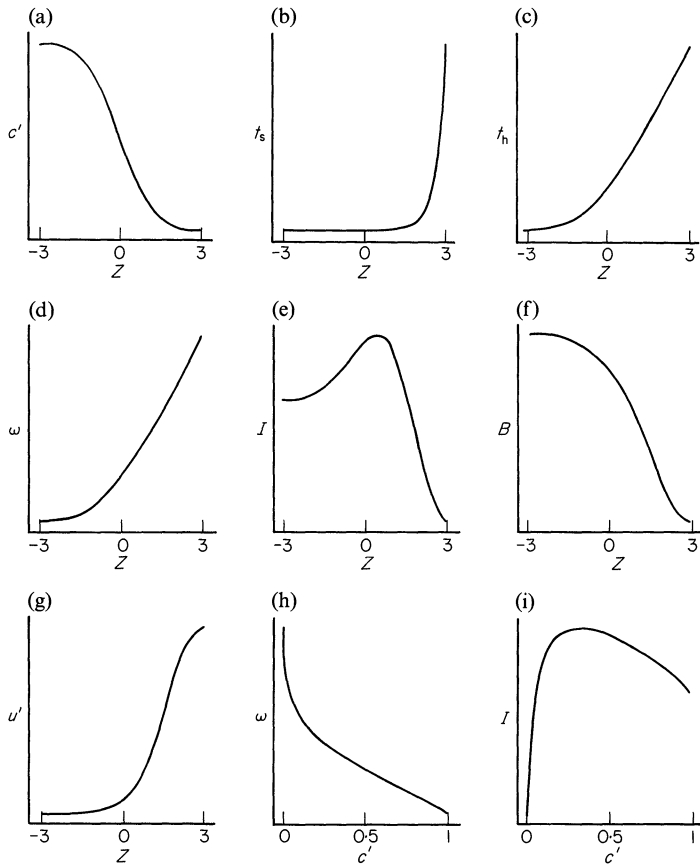 (a) (b) (c)
c′ t_s t_h
-3 0 3 -3 0 3 -3 0 3
Z Z Z
(d) (e) (f)
ω I B
-3 0 3 -3 0 3 -3 0 3
Z Z Z
(g) (h) (i)
u′ ω I
-3 0 3 0 0·5 1 0 0·5 1
Z c′ c′